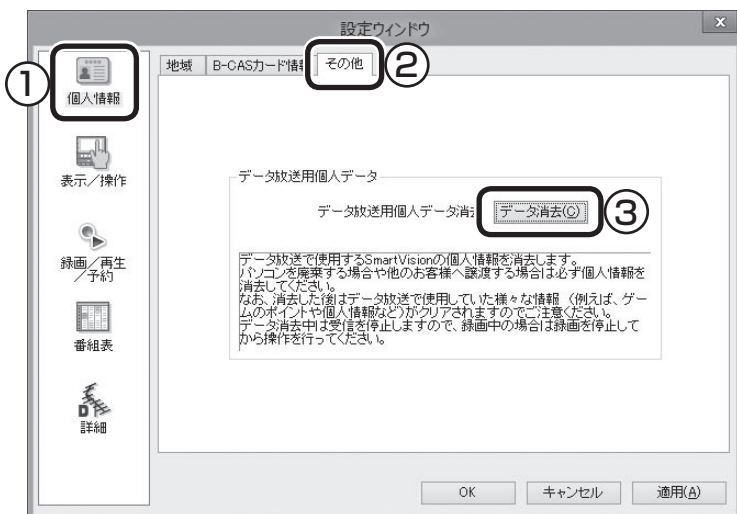 設定ウィンドウ
x
①
個人情報
表示／操作
録画／再生
／予約
番組表
詳細
地域
B-CASカード情報
その他
②
データ放送用個人データ
データ放送用個人データ消
データ消去(C)
③
データ放送で使用するSmartVisionの個人情報を消去します。
パソコンを廃棄する場合や他のお客様へ譲渡する場合は必ず個人情報を
消去してください。
なお、消去した後はデータ放送で使用していた様々な情報（例えば、ゲー
ムのポイントや個人情報など）がクリアされますのでご注意ください。
データ消去中は受信を停止しますので、録画中の場合は録画を停止して
から操作を行ってください。
OK
キャンセル
適用(A)